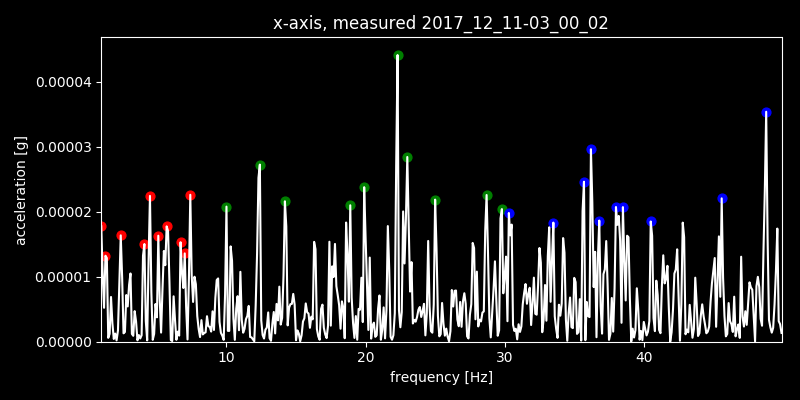 x-axis, measured 2017_12_11-03_00_02
0.00004
0.00003
0.00002
0.00001
0.00000
acceleration [g]
10 20 30 40
frequency [Hz]